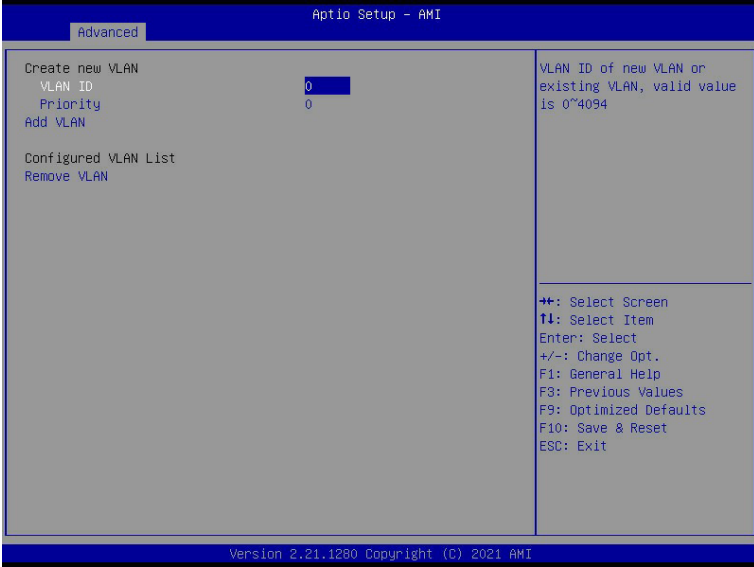 Aptio Setup – AMI
Advanced
Create new VLAN
VLAN ID 0
Priority 0
Add VLAN
Configured VLAN List
Remove VLAN
VLAN ID of new VLAN or
existing VLAN, valid value
is 0~4094
→←: Select Screen
↑↓: Select Item
Enter: Select
+/-: Change Opt.
F1: General Help
F3: Previous Values
F9: Optimized Defaults
F10: Save & Reset
ESC: Exit
Version 2.21.1280 Copyright (C) 2021 AMI